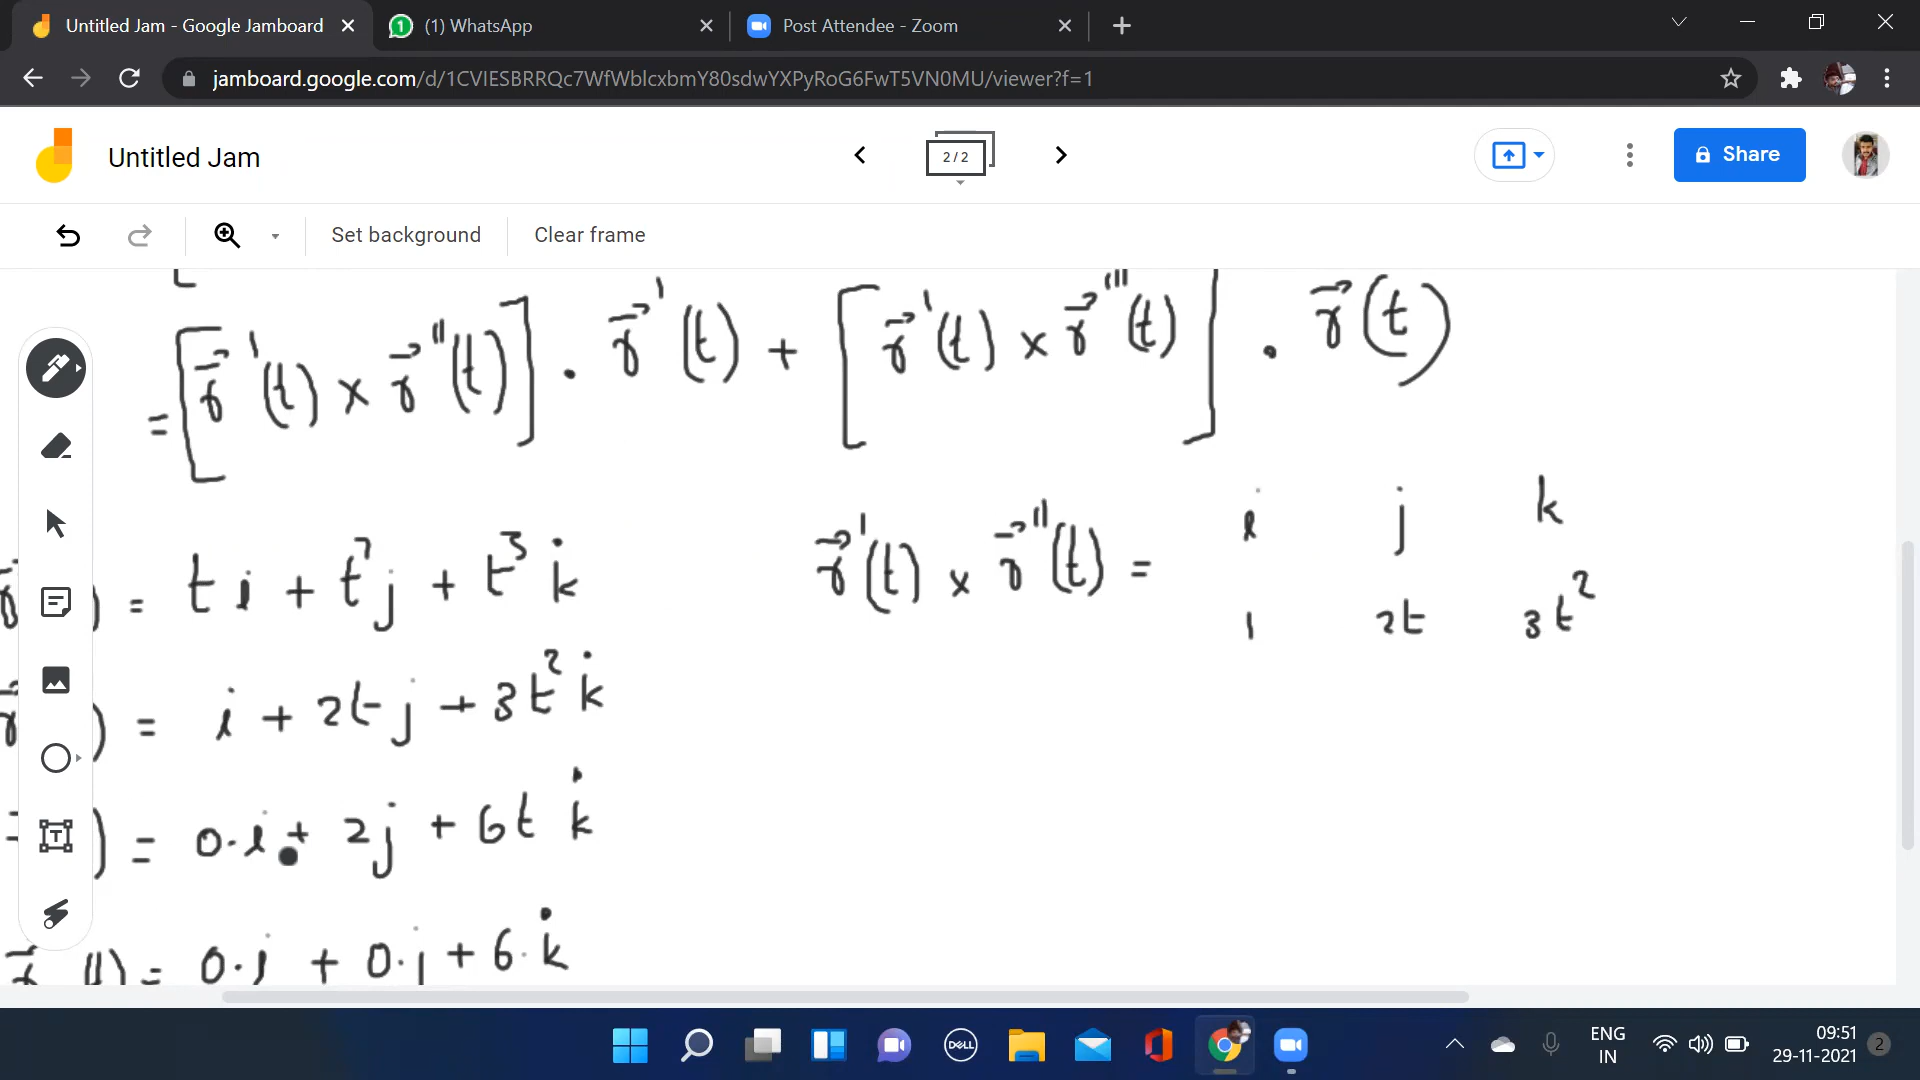 Untitled Jam - Google Jamboard
(1) WhatsApp
Post Attendee - Zoom
jamboard.google.com/d/1CVIESBRRQc7WfWblcxbmY80sdwYXPyRoG6FwT5VN0MU/viewer?f=1
Untitled Jam
2 / 2
Share
Set background
Clear frame
= [r⃗'(t) × r⃗''(t)] · r⃗'(t) + [r⃗'(t) × r⃗'''(t)] · r⃗(t)
) = t i + t² j + t³ k
r⃗'(t) × r⃗''(t) =
i j k
1 2t 3t²
) = i + 2t j + 3t² k
) = 0·i + 2j + 6t k
= 0·i + 0·j + 6·k
DELL
ENG
IN
09:51
29-11-2021
2